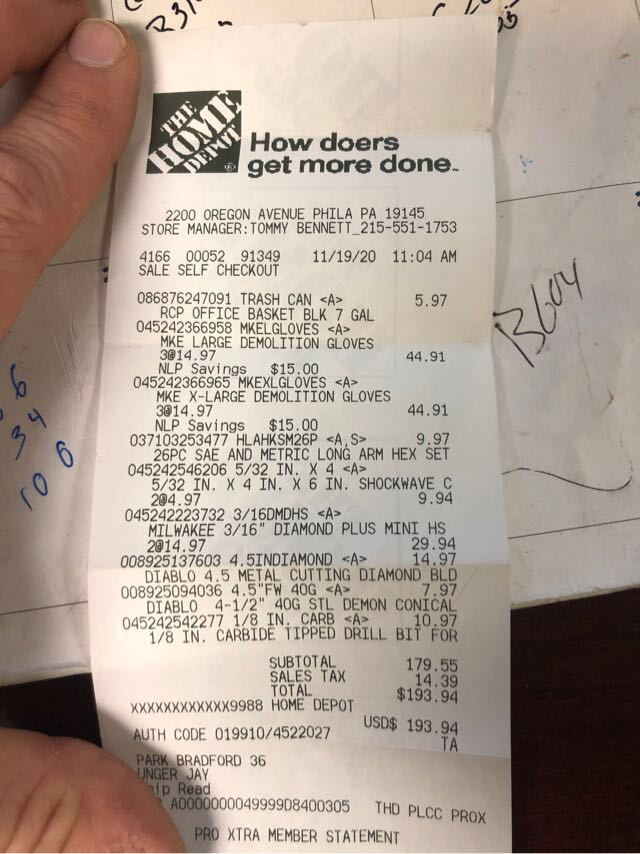 THE
HOME
DEPOT
How doers
get more done.
2200 OREGON AVENUE PHILA PA 19145
STORE MANAGER:TOMMY BENNETT_215-551-1753
4166 00052 91349 11/19/20 11:04 AM
SALE SELF CHECKOUT
086876247091 TRASH CAN <A> 5.97
RCP OFFICE BASKET BLK 7 GAL
045242366958 MKELGLOVES <A>
MKE LARGE DEMOLITION GLOVES
3@14.97 44.91
NLP Savings $15.00
045242366965 MKEXLGLOVES <A>
MKE X-LARGE DEMOLITION GLOVES
3@14.97 44.91
NLP Savings $15.00
037103253477 HLAHKSM26P <A,S> 9.97
26PC SAE AND METRIC LONG ARM HEX SET
045242546206 5/32 IN. X 4 <A>
5/32 IN. X 4 IN. X 6 IN. SHOCKWAVE C
2@4.97 9.94
045242223732 3/16DMDHS <A>
MILWAKEE 3/16" DIAMOND PLUS MINI HS
2@14.97 29.94
008925137603 4.5INDIAMOND <A> 14.97
DIABLO 4.5 METAL CUTTING DIAMOND BLD
008925094036 4.5"FW 40G <A> 7.97
DIABLO 4-1/2" 40G STL DEMON CONICAL
045242542277 1/8 IN. CARB <A> 10.97
1/8 IN. CARBIDE TIPPED DRILL BIT FOR
SUBTOTAL 179.55
SALES TAX 14.39
TOTAL $193.94
XXXXXXXXXXXX9988 HOME DEPOT
USD$ 193.94
AUTH CODE 019910/4522027 TA
PARK BRADFORD 36
UNGER JAY
Read
A0000000049999D8400305 THD PLCC PROX
PRO XTRA MEMBER STATEMENT
B604
6
34
106